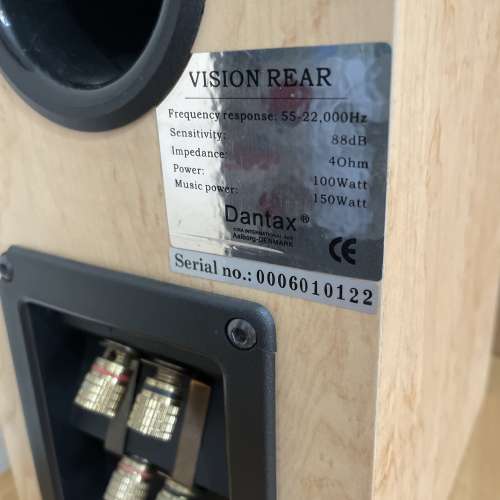 VISION REAR
Frequency response: 55-22,000Hz
Sensitivity: 88dB
Impedance: 4Ohm
Power: 100Watt
Music power: 150Watt
Dantax®
Aalborg-DENMARK
CE
Serial no.: 0006010122